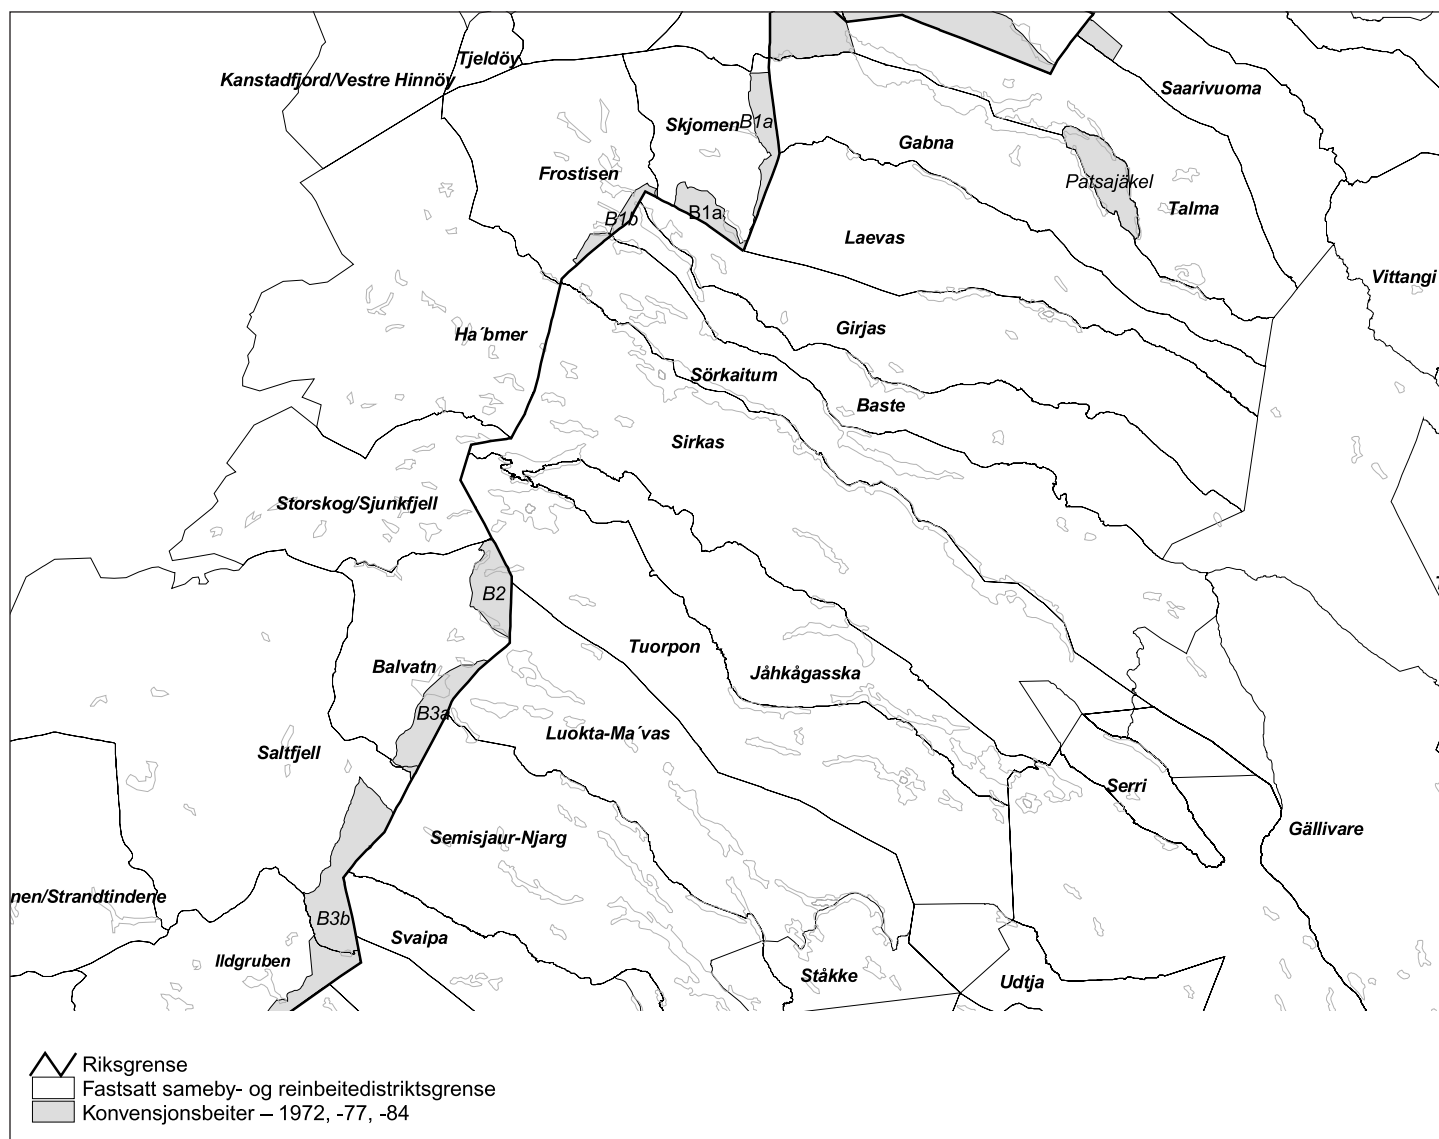 Tjeldöy
Kanstadfjord/Vestre Hinnöy
Saarivuoma
Skjomen
B1a
Gabna
Frostisen
Patsajäkel
Talma
B1b
B1a
Laevas
Vittangi
Ha´bmer
Girjas
Sörkaitum
Baste
Sirkas
Storskog/Sjunkfjell
B2
Tuorpon
Balvatn
Jåhkågasska
B3a
Luokta-Ma´vas
Saltfjell
Serri
Gällivare
Semisjaur-Njarg
nen/Strandtindene
B3b
Svaipa
Ildgruben
Ståkke
Udtja
Riksgrense
Fastsatt sameby- og reinbeitedistriktsgrense
Konvensjonsbeiter – 1972, -77, -84